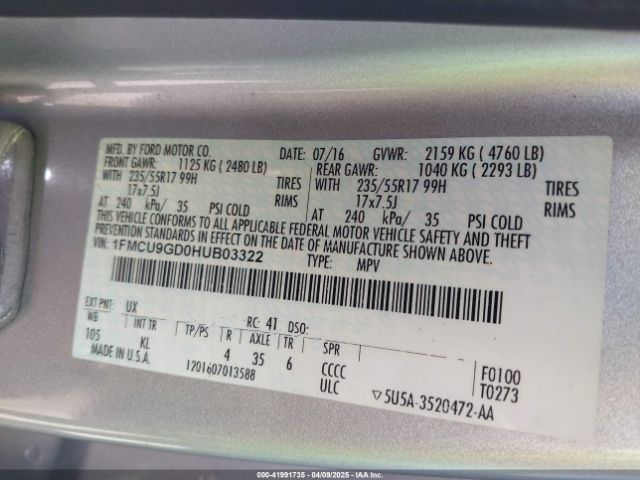 MFD. BY FORD MOTOR CO.
DATE: 07/16 GVWR: 2159 KG ( 4760 LB)
FRONT GAWR: 1125 KG ( 2480 LB)
REAR GAWR: 1040 KG ( 2293 LB)
WITH 235/55R17 99H TIRES
WITH 235/55R17 99H TIRES
17x7.5J RIMS
17x7.5J RIMS
AT 240 kPa/ 35 PSI COLD
AT 240 kPa/ 35 PSI COLD
THIS VEHICLE CONFORMS TO ALL APPLICABLE FEDERAL MOTOR VEHICLE SAFETY AND THEFT
PREVENTION STANDARDS IN EFFECT ON THE DATE OF MANUFACTURE SHOWN ABOVE.
VIN: 1FMCU9GD0HUB03322
TYPE: MPV
EXT PNT: UX RC: 41 DSO:
WB INT TR TP/PS R AXLE TR SPR
105 KL 4 35 6 CCCC F0100
MADE IN U.S.A. 1201607013588 ULC T0273
▽5U5A-3520472-AA
000-41991735 04/09/2025 IAAI.COM